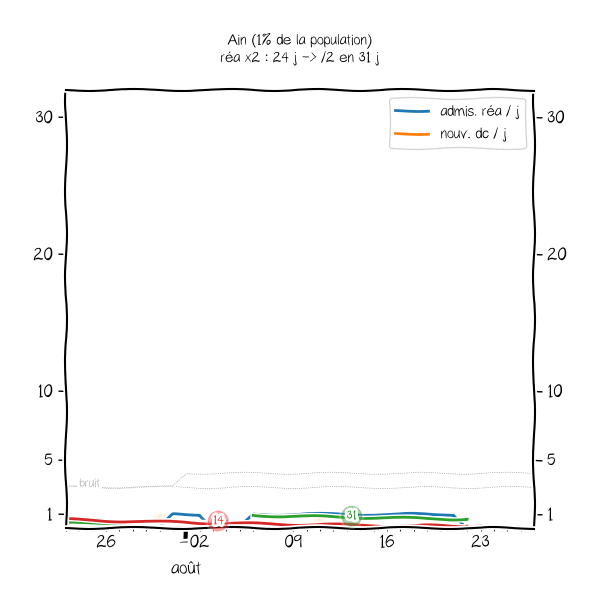 Ain (1% de la population)
réa x2 : 24 j -> /2 en 31 j
admis. réa / j
nouv. dc / j
30
30
20
20
10
10
5
5
bruit
1
1
14
31
26
02
09
16
23
août